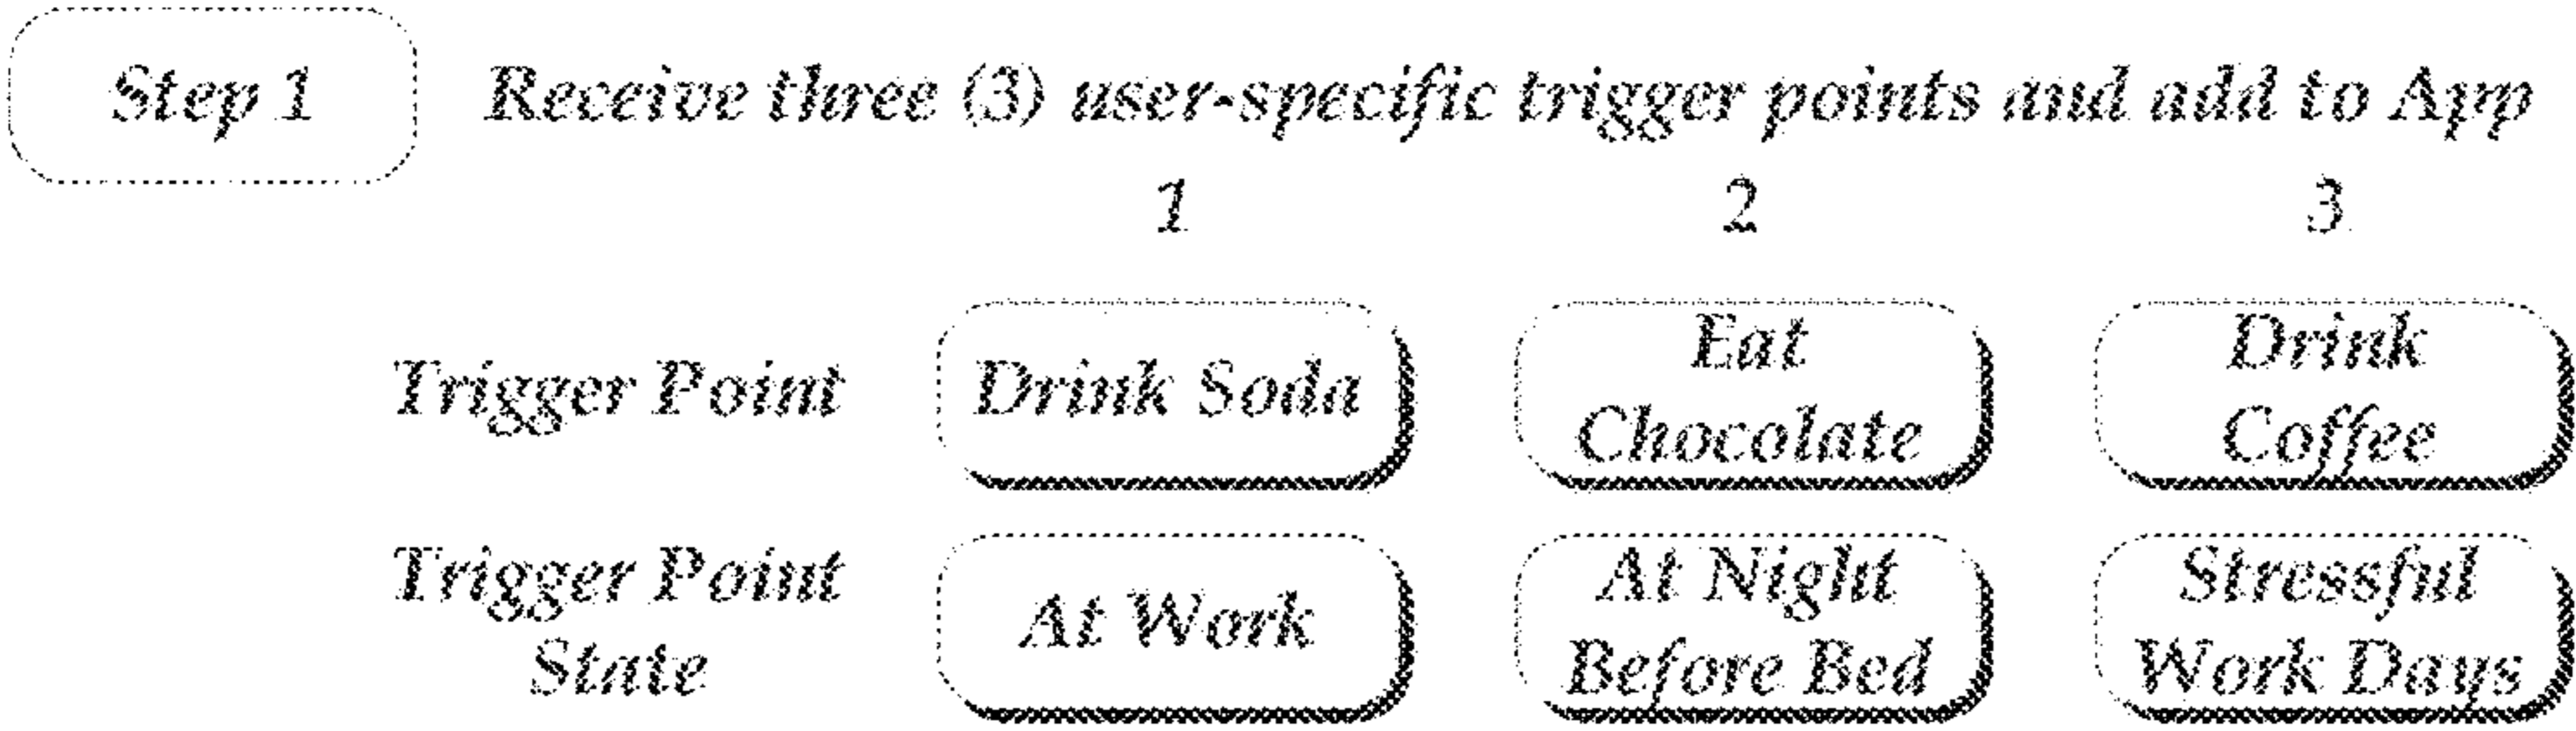 Step 1 Receive three (3) user-specific trigger points and add to App
1 2 3
Trigger Point Drink Soda Eat Chocolate Drink Coffee
Trigger Point State At Work At Night Before Bed Stressful Work Days